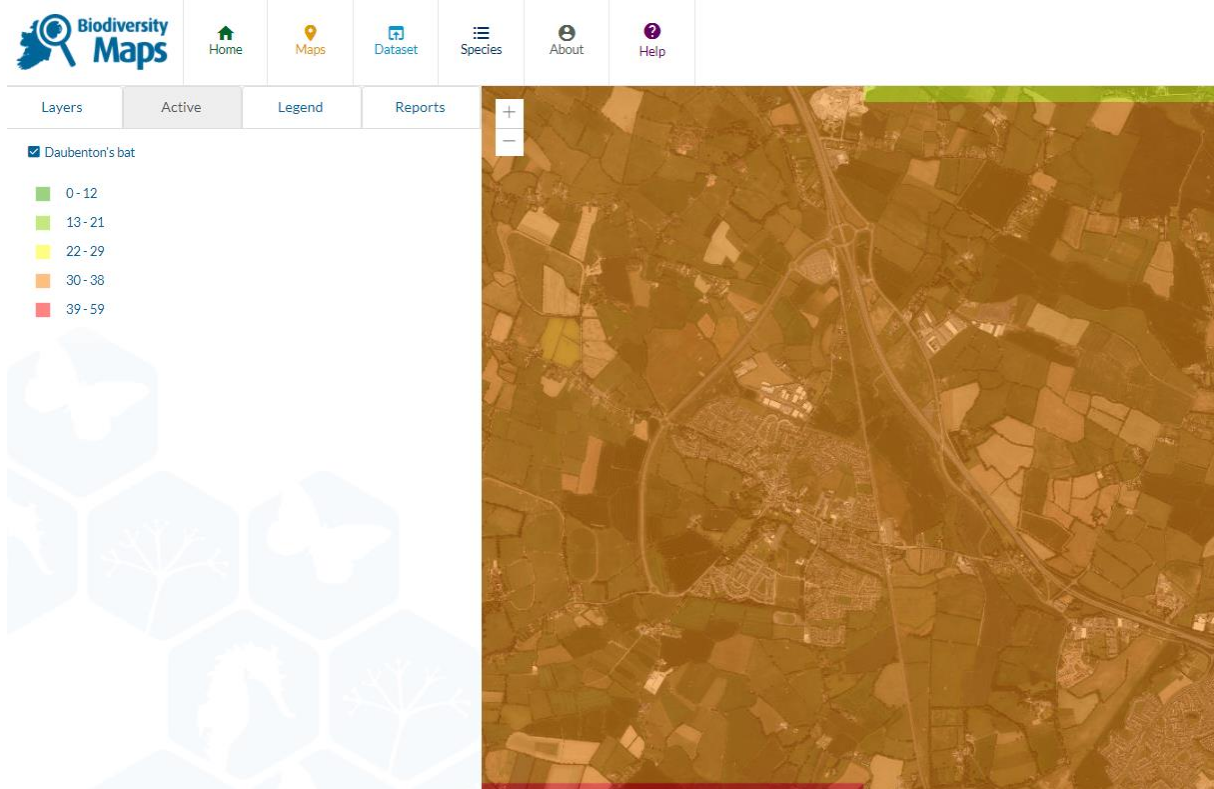 Biodiversity
Maps
Home
Maps
Dataset
Species
About
Help
Layers
Active
Legend
Reports
+
−
Daubenton's bat
0 - 12
13 - 21
22 - 29
30 - 38
39 - 59